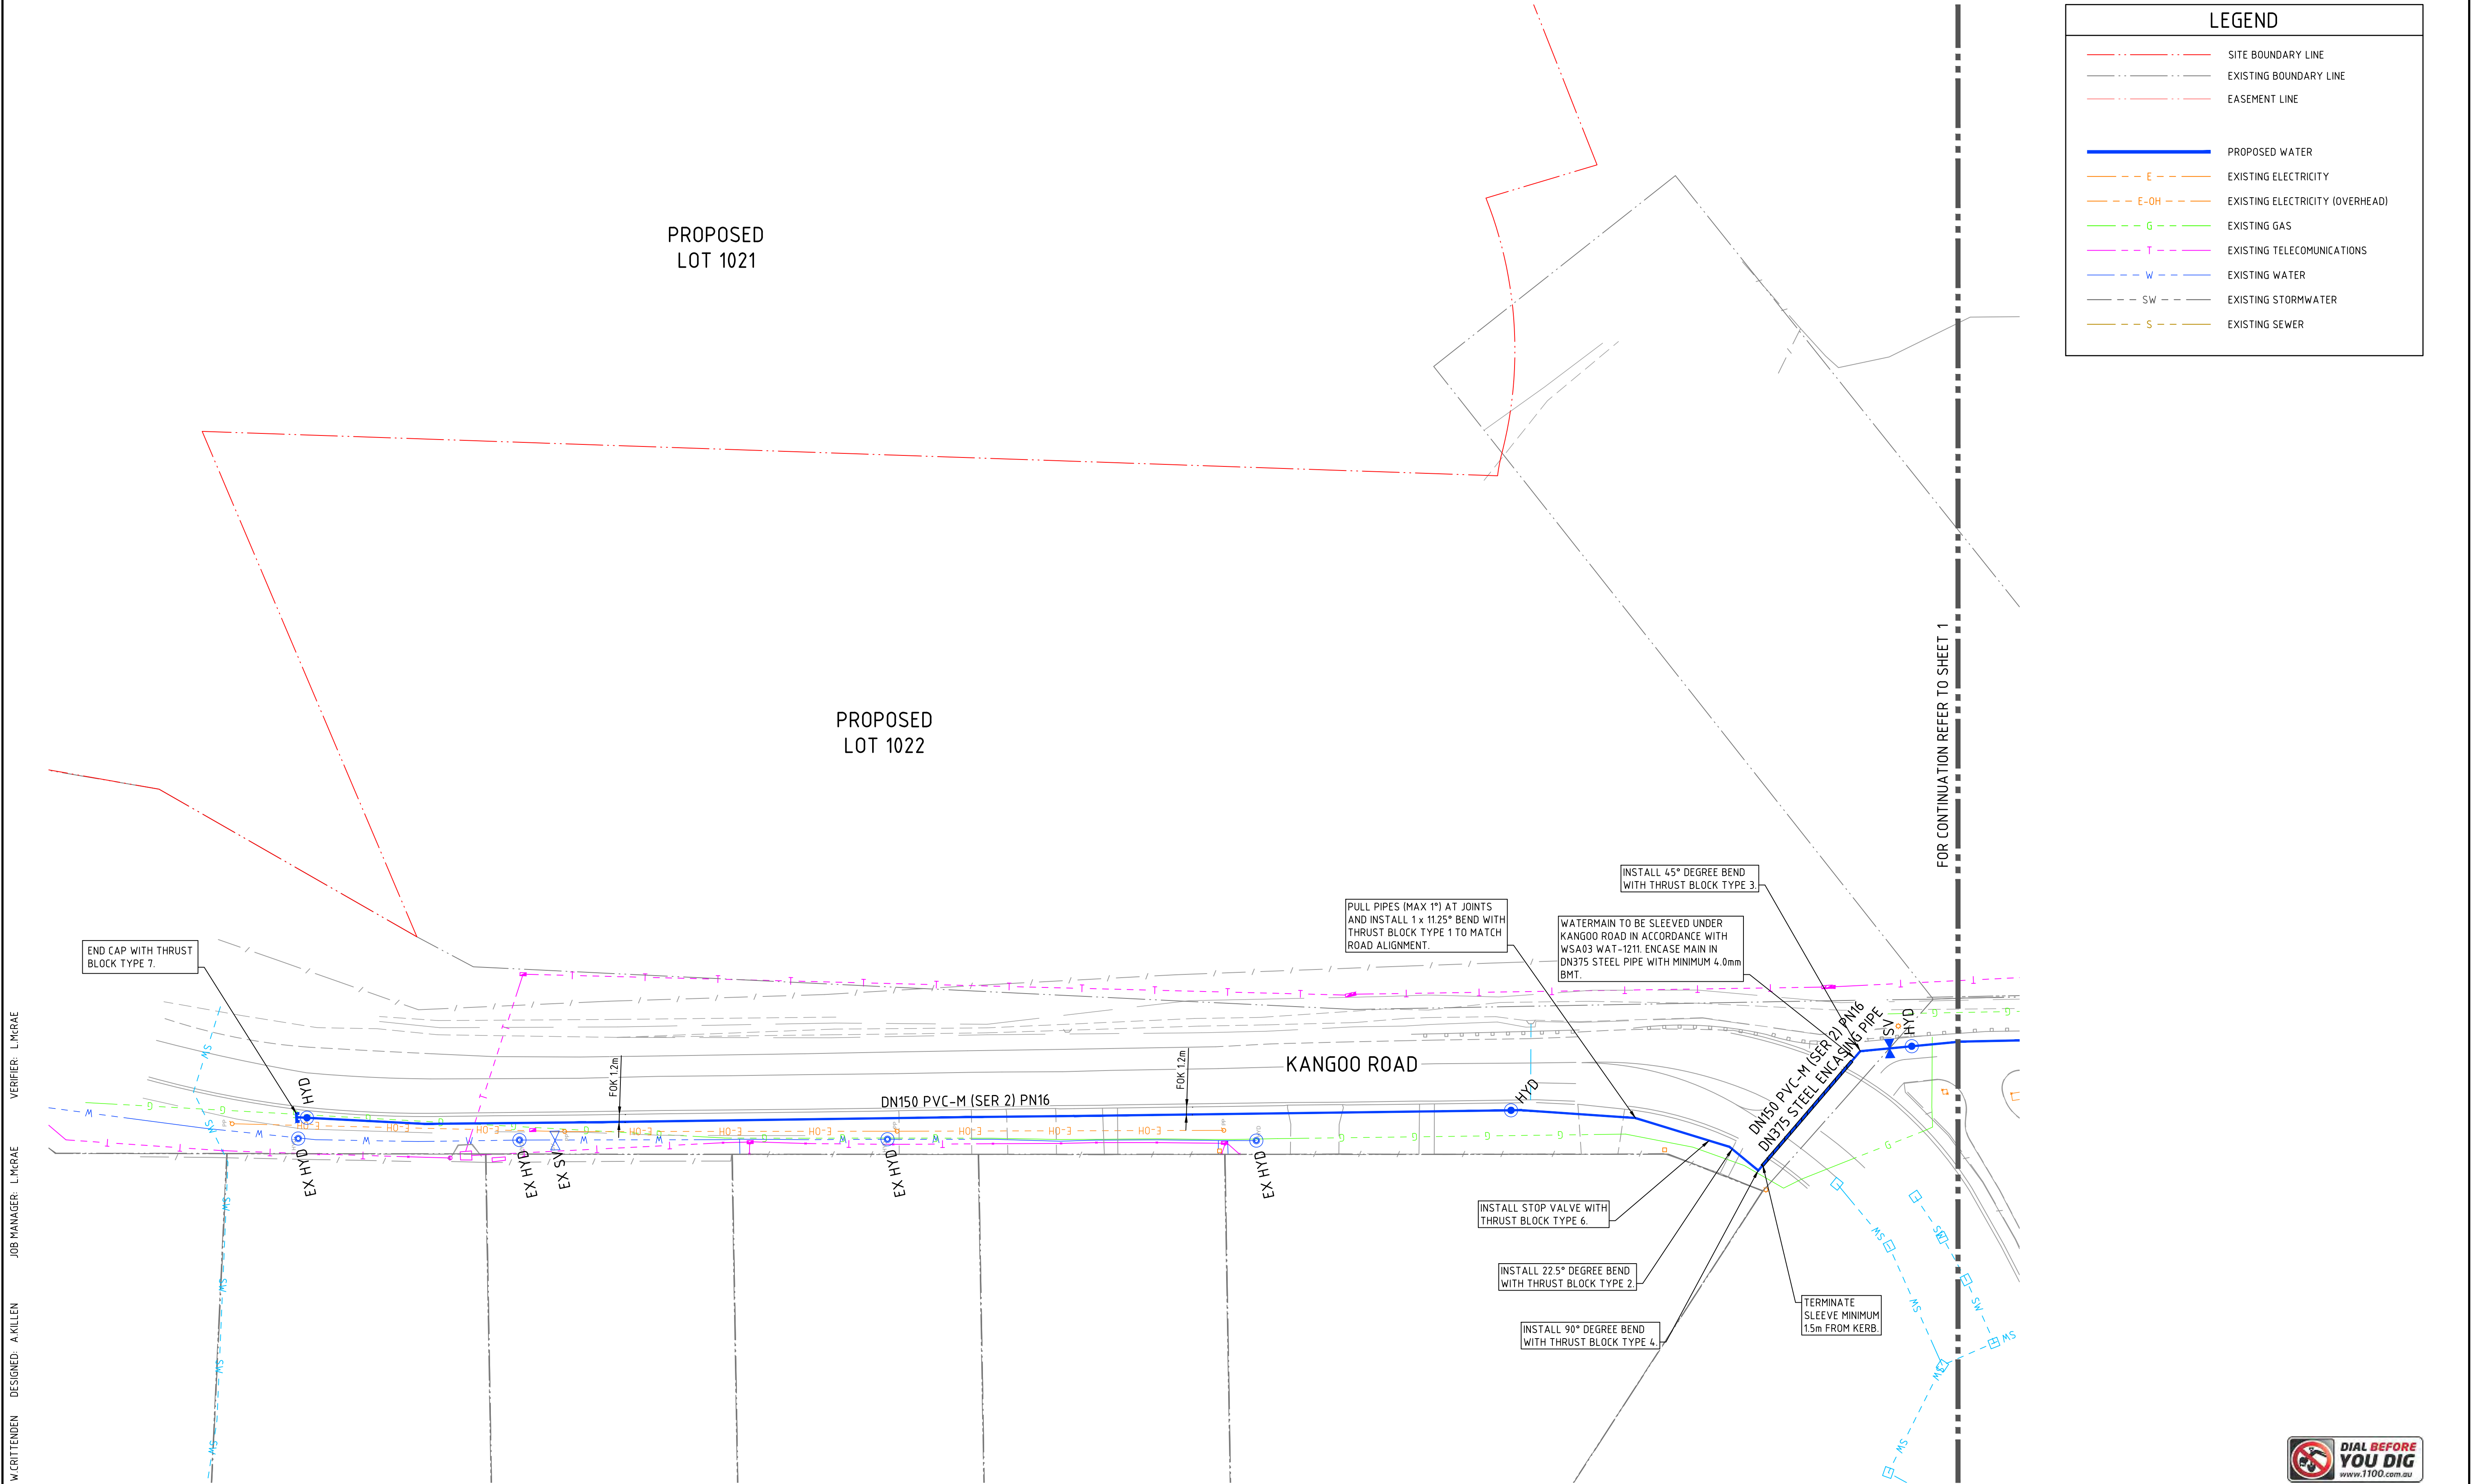 LEGEND
SITE BOUNDARY LINE
EXISTING BOUNDARY LINE
EASEMENT LINE
PROPOSED WATER
E
EXISTING ELECTRICITY
E-OH
EXISTING ELECTRICITY (OVERHEAD)
G
EXISTING GAS
T
EXISTING TELECOMUNICATIONS
W
EXISTING WATER
SW
EXISTING STORMWATER
S
EXISTING SEWER
PROPOSED
LOT 1021
PROPOSED
LOT 1022
FOR CONTINUATION REFER TO SHEET 1
INSTALL 45° DEGREE BEND
WITH THRUST BLOCK TYPE 3.
PULL PIPES (MAX 1°) AT JOINTS
AND INSTALL 1 x 11.25° BEND WITH
THRUST BLOCK TYPE 1 TO MATCH
ROAD ALIGNMENT.
WATERMAIN TO BE SLEEVED UNDER
KANGOO ROAD IN ACCORDANCE WITH
WSA03 WAT-1211. ENCASE MAIN IN
DN375 STEEL PIPE WITH MINIMUM 4.0mm
BMT.
END CAP WITH THRUST
BLOCK TYPE 7.
HYD
FOK 1.2m
FOK 1.2m
KANGOO ROAD
DN150 PVC-M (SER 2) PN16
HYD
DN150 PVC-M (SER 2) PN16
DN375 STEEL ENCASING PIPE
SV
HYD
EX HYD
EX HYD
EX SV
EX HYD
EX HYD
INSTALL STOP VALVE WITH
THRUST BLOCK TYPE 6.
INSTALL 22.5° DEGREE BEND
WITH THRUST BLOCK TYPE 2.
INSTALL 90° DEGREE BEND
WITH THRUST BLOCK TYPE 4.
TERMINATE
SLEEVE MINIMUM
1.5m FROM KERB.
VERIFIER: L.McRAE
JOB MANAGER: L.McRAE
DESIGNED: A.KILLEN
W.CRITTENDEN
DIAL BEFORE
YOU DIG
www.1100.com.au